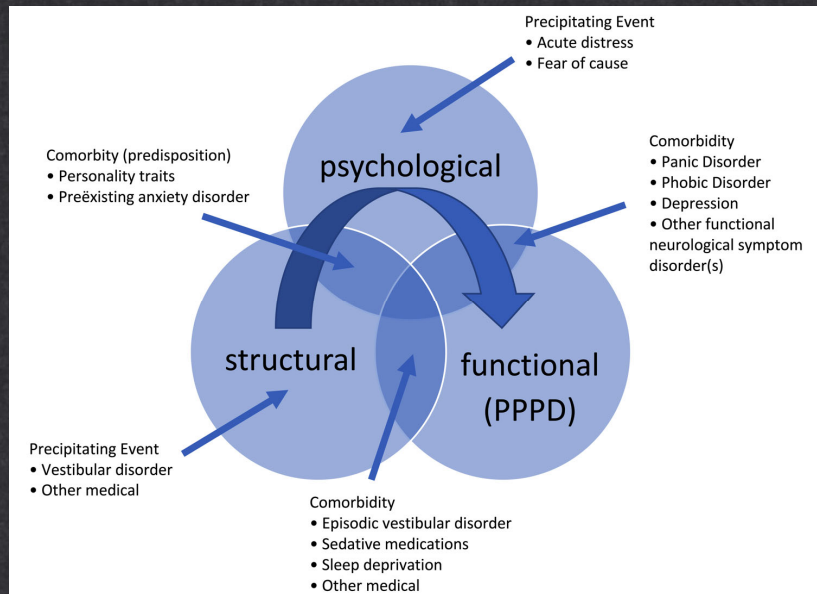 Precipitating Event
• Acute distress
• Fear of cause
Comorbity (predisposition)
• Personality traits
• Preëxisting anxiety disorder
Comorbidity
• Panic Disorder
• Phobic Disorder
• Depression
• Other functional
neurological symptom
disorder(s)
psychological
structural
functional
(PPPD)
Precipitating Event
• Vestibular disorder
• Other medical
Comorbidity
• Episodic vestibular disorder
• Sedative medications
• Sleep deprivation
• Other medical